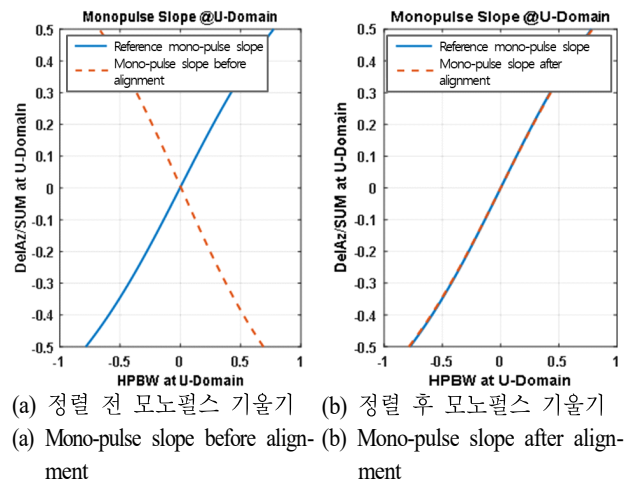 Monopulse Slope @U-Domain
Reference mono-pulse slope
Mono-pulse slope before
alignment
0.5
0.4
0.3
0.2
0.1
0
-0.1
-0.2
-0.3
-0.4
-0.5
DelAz/SUM at U-Domain
-1 -0.5 0 0.5 1
HPBW at U-Domain
Monopulse Slope @U-Domain
Reference mono-pulse slope
Mono-pulse slope after
alignment
0.5
0.4
0.3
0.2
0.1
0
-0.1
-0.2
-0.3
-0.4
-0.5
DelAz/SUM at U-Domain
-1 -0.5 0 0.5 1
HPBW at U-Domain
(a) 정렬 전 모노펄스 기울기
(a) Mono-pulse slope before align-
ment
(b) 정렬 후 모노펄스 기울기
(b) Mono-pulse slope after align-
ment